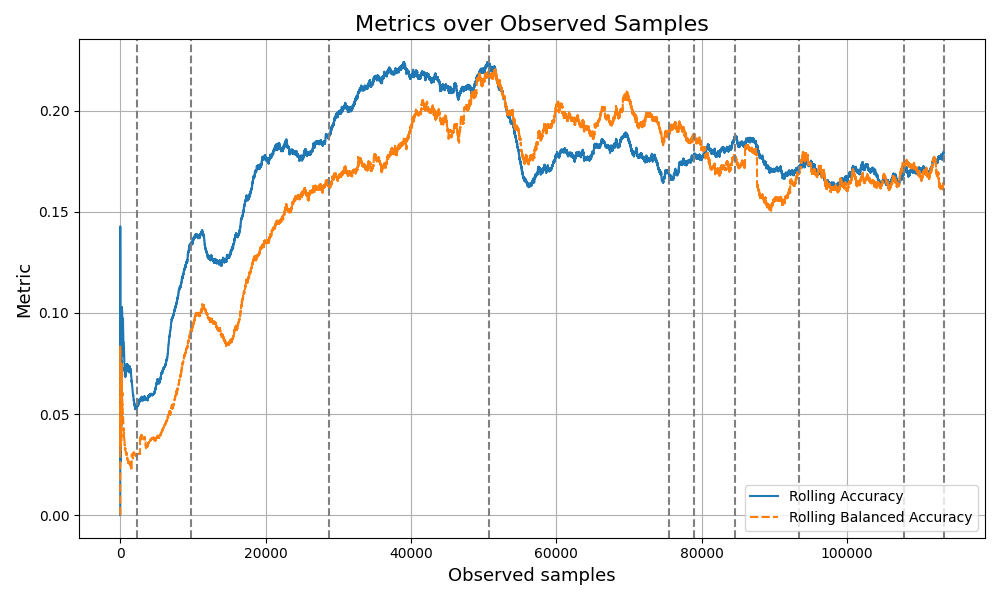 Metrics over Observed Samples
Metric
0.20
0.15
0.10
0.05
0.00
0
20000
40000
60000
80000
100000
Observed samples
Rolling Accuracy
Rolling Balanced Accuracy